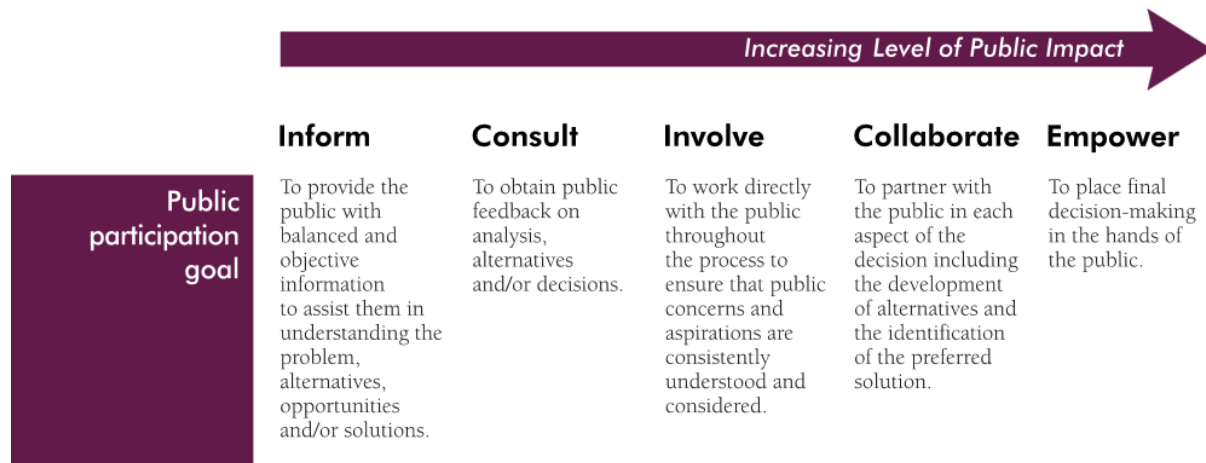 Increasing Level of Public Impact
Inform
Consult
Involve
Collaborate
Empower
Public
participation
goal
To provide the
public with
balanced and
objective
information
to assist them in
understanding the
problem,
alternatives,
opportunities
and/or solutions.
To obtain public
feedback on
analysis,
alternatives
and/or decisions.
To work directly
with the public
throughout
the process to
ensure that public
concerns and
aspirations are
consistently
understood and
considered.
To partner with
the public in each
aspect of the
decision including
the development
of alternatives and
the identification
of the preferred
solution.
To place final
decision-making
in the hands of
the public.